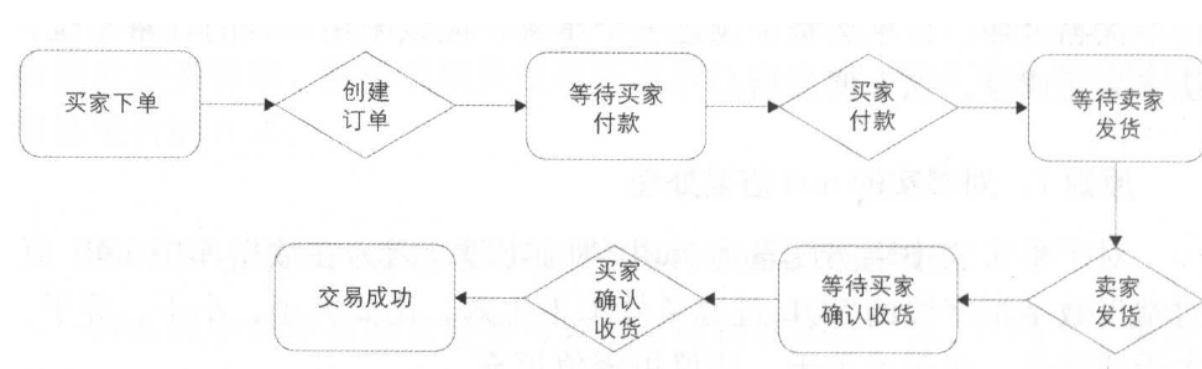 买家下单
创建
订单
等待买家
付款
买家
付款
等待卖家
发货
卖家
发货
等待买家
确认收货
买家
确认
收货
交易成功